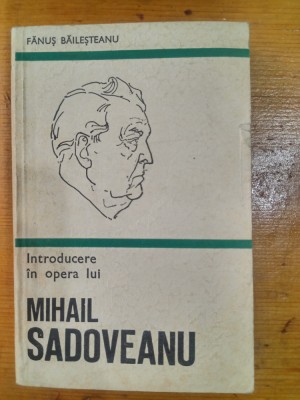 FĂNUȘ BĂILEȘTEANU
Introducere
în opera lui
MIHAIL
SADOVEANU